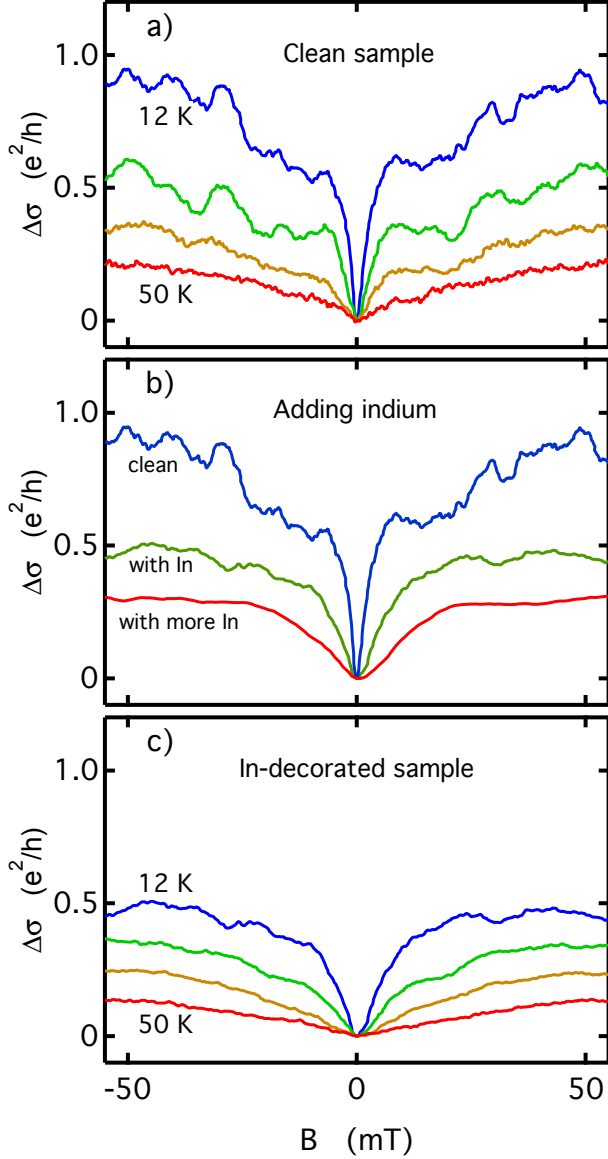 a)
Clean sample
1.0
12 K
Δσ (e²/h)
0.5
50 K
0
b)
Adding indium
1.0
clean
Δσ (e²/h)
0.5
with In
with more In
0
c)
In-decorated sample
1.0
12 K
Δσ (e²/h)
0.5
50 K
0
-50 0 50
B (mT)